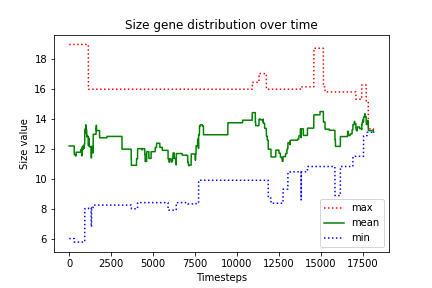 Size gene distribution over time
Size value
18
16
14
12
10
8
6
max
mean
min
0 2500 5000 7500 10000 12500 15000 17500
Timesteps